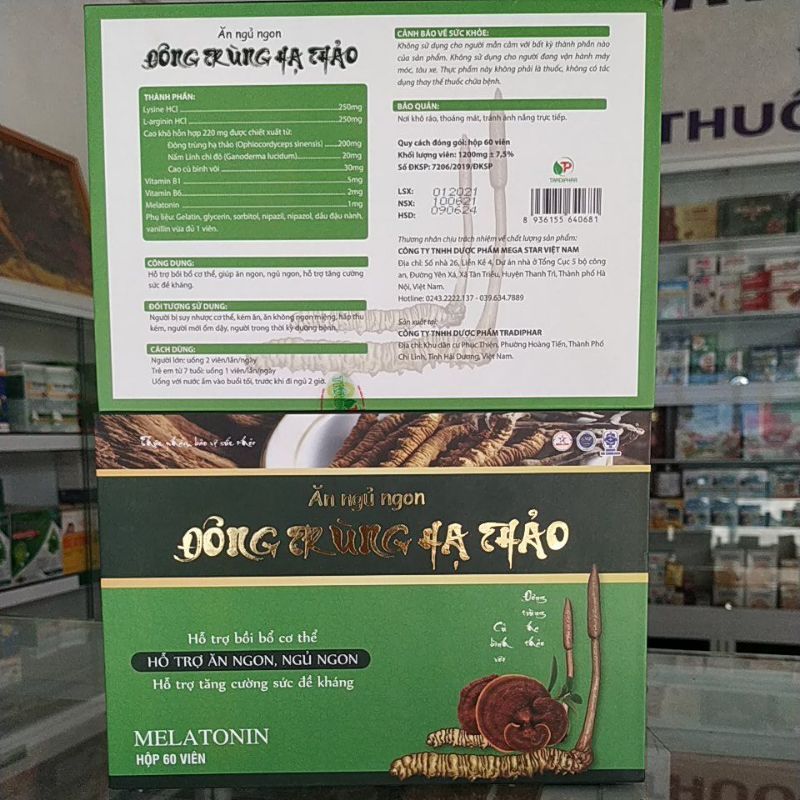 Ăn ngủ ngon
ĐÔNG TRÙNG HẠ THẢO
THÀNH PHẦN:
Lysine HCl 250mg
L-arginin HCl 250mg
Cao khô hỗn hợp 220 mg được chiết xuất từ:
Đông trùng hạ thảo (Ophiocordyceps sinensis) 200mg
Nấm Linh chi đỏ (Ganoderma lucidum) 20mg
Cao củ bình vôi 30mg
Vitamin B1 5mg
Vitamin B6 2mg
Melatonin 1mg
Phụ liệu: Gelatin, glycerin, sorbitol, nipazil, nipazol, dầu đậu nành,
vanillin vừa đủ 1 viên.
CÔNG DỤNG:
Hỗ trợ bồi bổ cơ thể, giúp ăn ngon, ngủ ngon, hỗ trợ tăng cường
sức đề kháng.
ĐỐI TƯỢNG SỬ DỤNG:
Người bị suy nhược cơ thể, kém ăn, ăn không ngon miệng, hấp thu
kém, người mới ốm dậy, người trong thời kỳ dưỡng bệnh.
CÁCH DÙNG:
Người lớn: uống 2 viên/lần/ngày
Trẻ em từ 7 tuổi: uống 1 viên/lần/ngày
Uống với nước ấm vào buổi tối, trước khi đi ngủ 2 giờ.
CẢNH BÁO VỀ SỨC KHỎE:
Không sử dụng cho người mẫn cảm với bất kỳ thành phần nào
của sản phẩm. Không sử dụng cho người đang vận hành máy
móc, tàu xe. Thực phẩm này không phải là thuốc, không có tác
dụng thay thế thuốc chữa bệnh.
BẢO QUẢN:
Nơi khô ráo, thoáng mát, tránh ánh nắng trực tiếp.
Quy cách đóng gói: hộp 60 viên
Khối lượng viên: 1200mg ± 7,5%
Số ĐKSP: 7206/2019/ĐKSP
TP
TRADIPHAR
LSX: 012021
NSX: 100621
HSD: 090624
8 936155 640681
Thương nhân chịu trách nhiệm về chất lượng sản phẩm:
CÔNG TY TNHH DƯỢC PHẨM MEGA STAR VIỆT NAM
Địa chỉ: Số nhà 26, Liền Kề 4, Dự án nhà ở Tổng Cục 5 bộ công
an, Đường Yên Xá, Xã Tân Triều, Huyện Thanh Trì, Thành phố Hà
Nội, Việt Nam.
Hotline: 0243.2222.137 - 039.634.7889
Sản xuất tại:
CÔNG TY TNHH DƯỢC PHẨM TRADIPHAR
Địa chỉ: Khu dân cư Phục Thiện, Phường Hoàng Tiến, Thành Phố
Chí Linh, Tỉnh Hải Dương, Việt Nam.
THUỐ
Ăn ngủ ngon
ĐÔNG TRÙNG HẠ THẢO
Hỗ trợ bồi bổ cơ thể
HỖ TRỢ ĂN NGON, NGỦ NGON
Hỗ trợ tăng cường sức đề kháng
Đông
trùng
hạ
thảo
Củ
bình
vôi
MELATONIN
HỘP 60 VIÊN